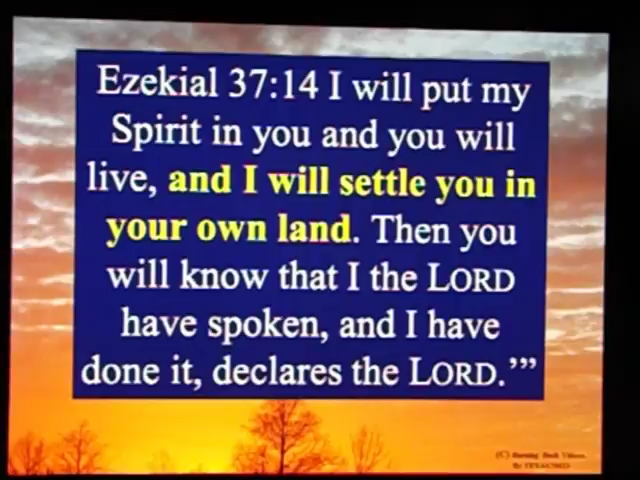 Ezekial 37:14 I will put my
Spirit in you and you will
live, and I will settle you in
your own land. Then you
will know that I the LORD
have spoken, and I have
done it, declares the LORD.’”
(C)
By